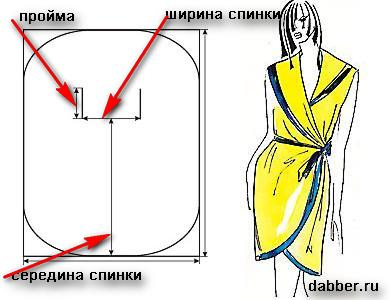 пройма
ширина спинки
середина спинки
dabber.ru